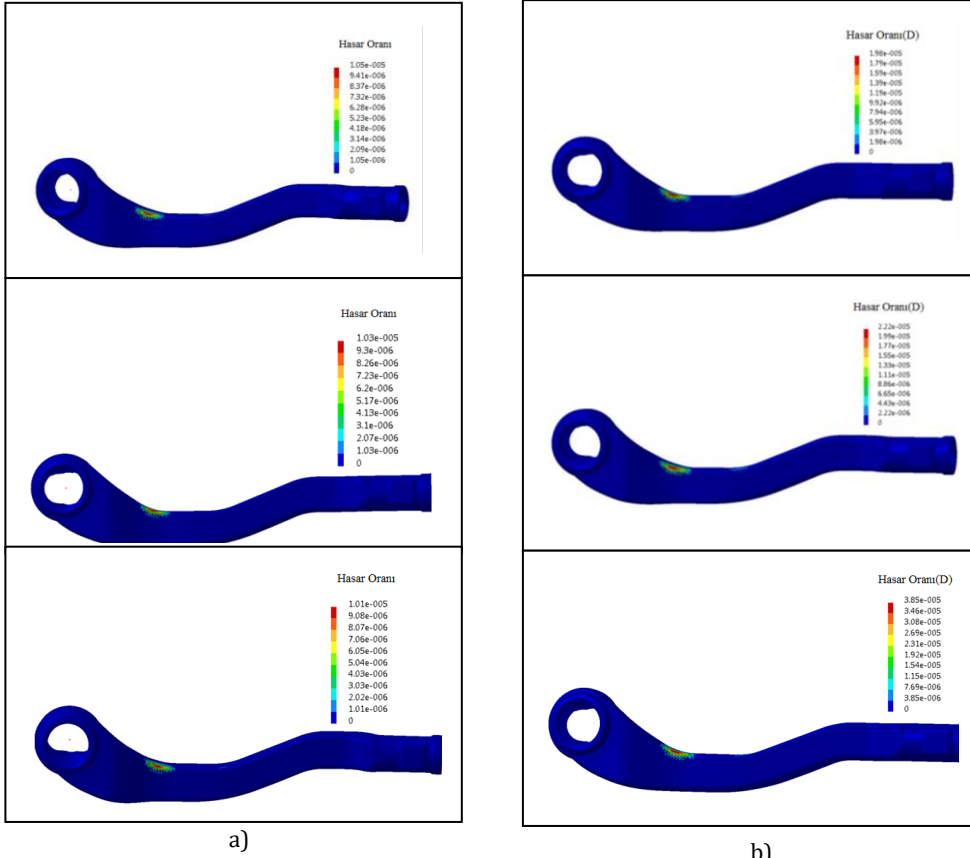 Hasar Oranı
1.05e-005
9.41e-006
8.37e-006
7.32e-006
6.28e-006
5.23e-006
4.18e-006
3.14e-006
2.09e-006
1.05e-006
0
Hasar Oranı
1.03e-005
9.3e-006
8.26e-006
7.23e-006
6.2e-006
5.17e-006
4.13e-006
3.1e-006
2.07e-006
1.03e-006
0
Hasar Oranı
1.01e-005
9.08e-006
8.07e-006
7.06e-006
6.05e-006
5.04e-006
4.03e-006
3.03e-006
2.02e-006
1.01e-006
0
a)
Hasar Oranı(D)
1.98e-005
1.79e-005
1.59e-005
1.39e-005
1.19e-005
9.92e-006
7.94e-006
5.95e-006
3.97e-006
1.98e-006
0
Hasar Oranı(D)
2.22e-005
1.99e-005
1.77e-005
1.55e-005
1.33e-005
1.11e-005
8.86e-006
6.65e-006
4.43e-006
2.22e-006
0
Hasar Oranı(D)
3.85e-005
3.46e-005
3.08e-005
2.69e-005
2.31e-005
1.92e-005
1.54e-005
1.15e-005
7.69e-006
3.85e-006
0
b)